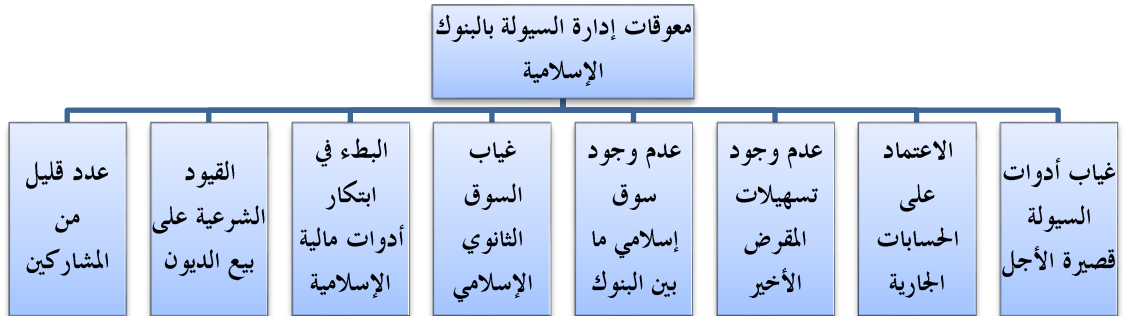 معوقات إدارة السيولة بالبنوك
الإسلامية
غياب أدوات
السيولة
قصيرة الأجل
الاعتماد
على
الحسابات
الجارية
عدم وجود
تسهيلات
المقرض
الأخير
عدم وجود
سوق
إسلامي ما
بين البنوك
غياب
السوق
الثانوي
الإسلامي
البطء في
ابتكار
أدوات مالية
الإسلامية
القيود
الشرعية على
بيع الديون
عدد قليل
من
المشاركين